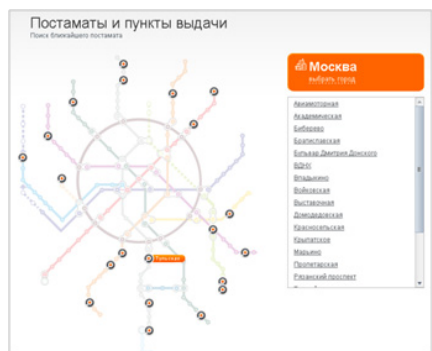 Постаматы и пункты выдачи
Поиск ближайшего постамата
Москва
выбрать город
Авиамоторная
Академическая
Бибирево
Братиславская
Бульвар Дмитрия Донского
ВДНХ
Владыкино
Войковская
Выставочная
Домодедовская
Красносельская
Крылатское
Марьино
Пролетарская
Рязанский проспект
Тульская